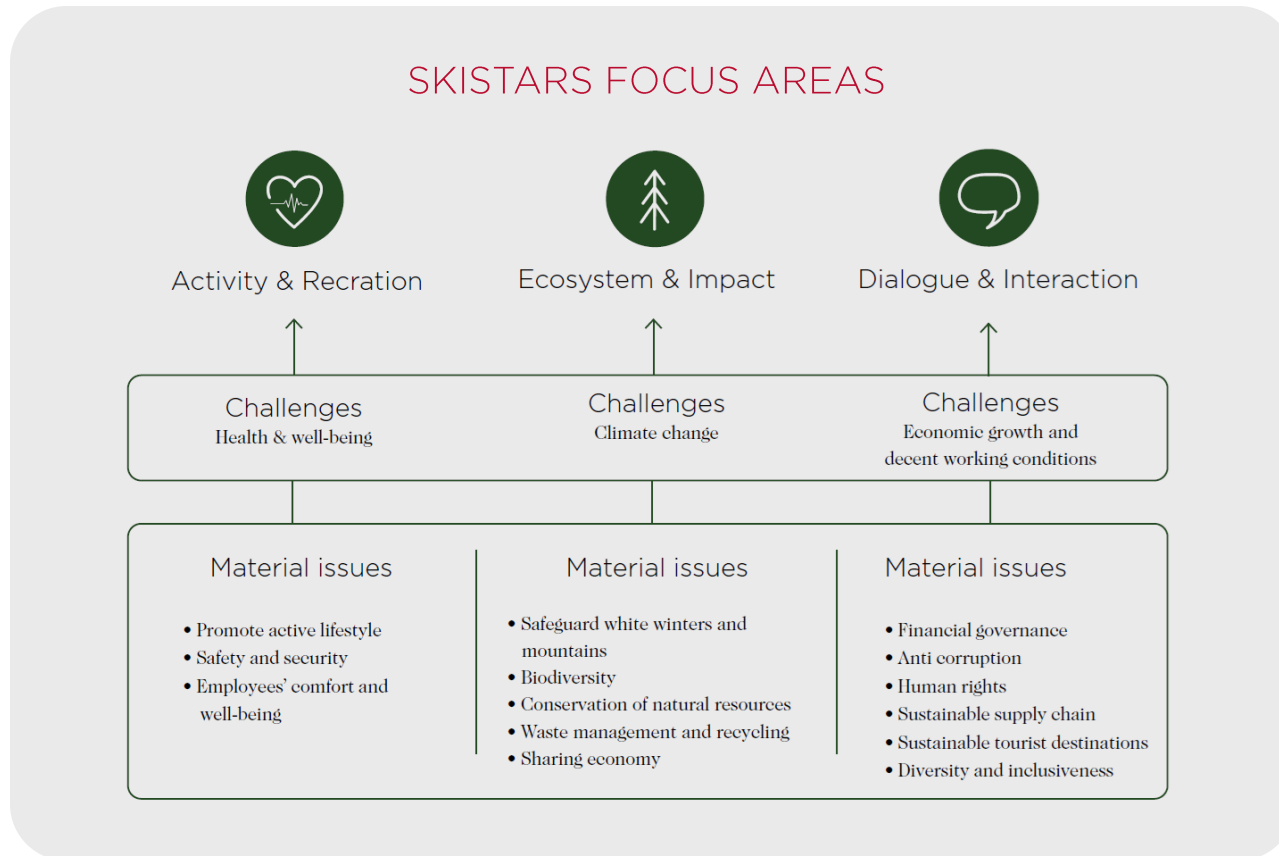 SKISTARS FOCUS AREAS
Activity & Recration
Ecosystem & Impact
Dialogue & Interaction
Challenges
Health & well-being
Challenges
Climate change
Challenges
Economic growth and
decent working conditions
Material issues
• Promote active lifestyle
• Safety and security
• Employees’ comfort and
well-being
Material issues
• Safeguard white winters and
mountains
• Biodiversity
• Conservation of natural resources
• Waste management and recycling
• Sharing economy
Material issues
• Financial governance
• Anti corruption
• Human rights
• Sustainable supply chain
• Sustainable tourist destinations
• Diversity and inclusiveness